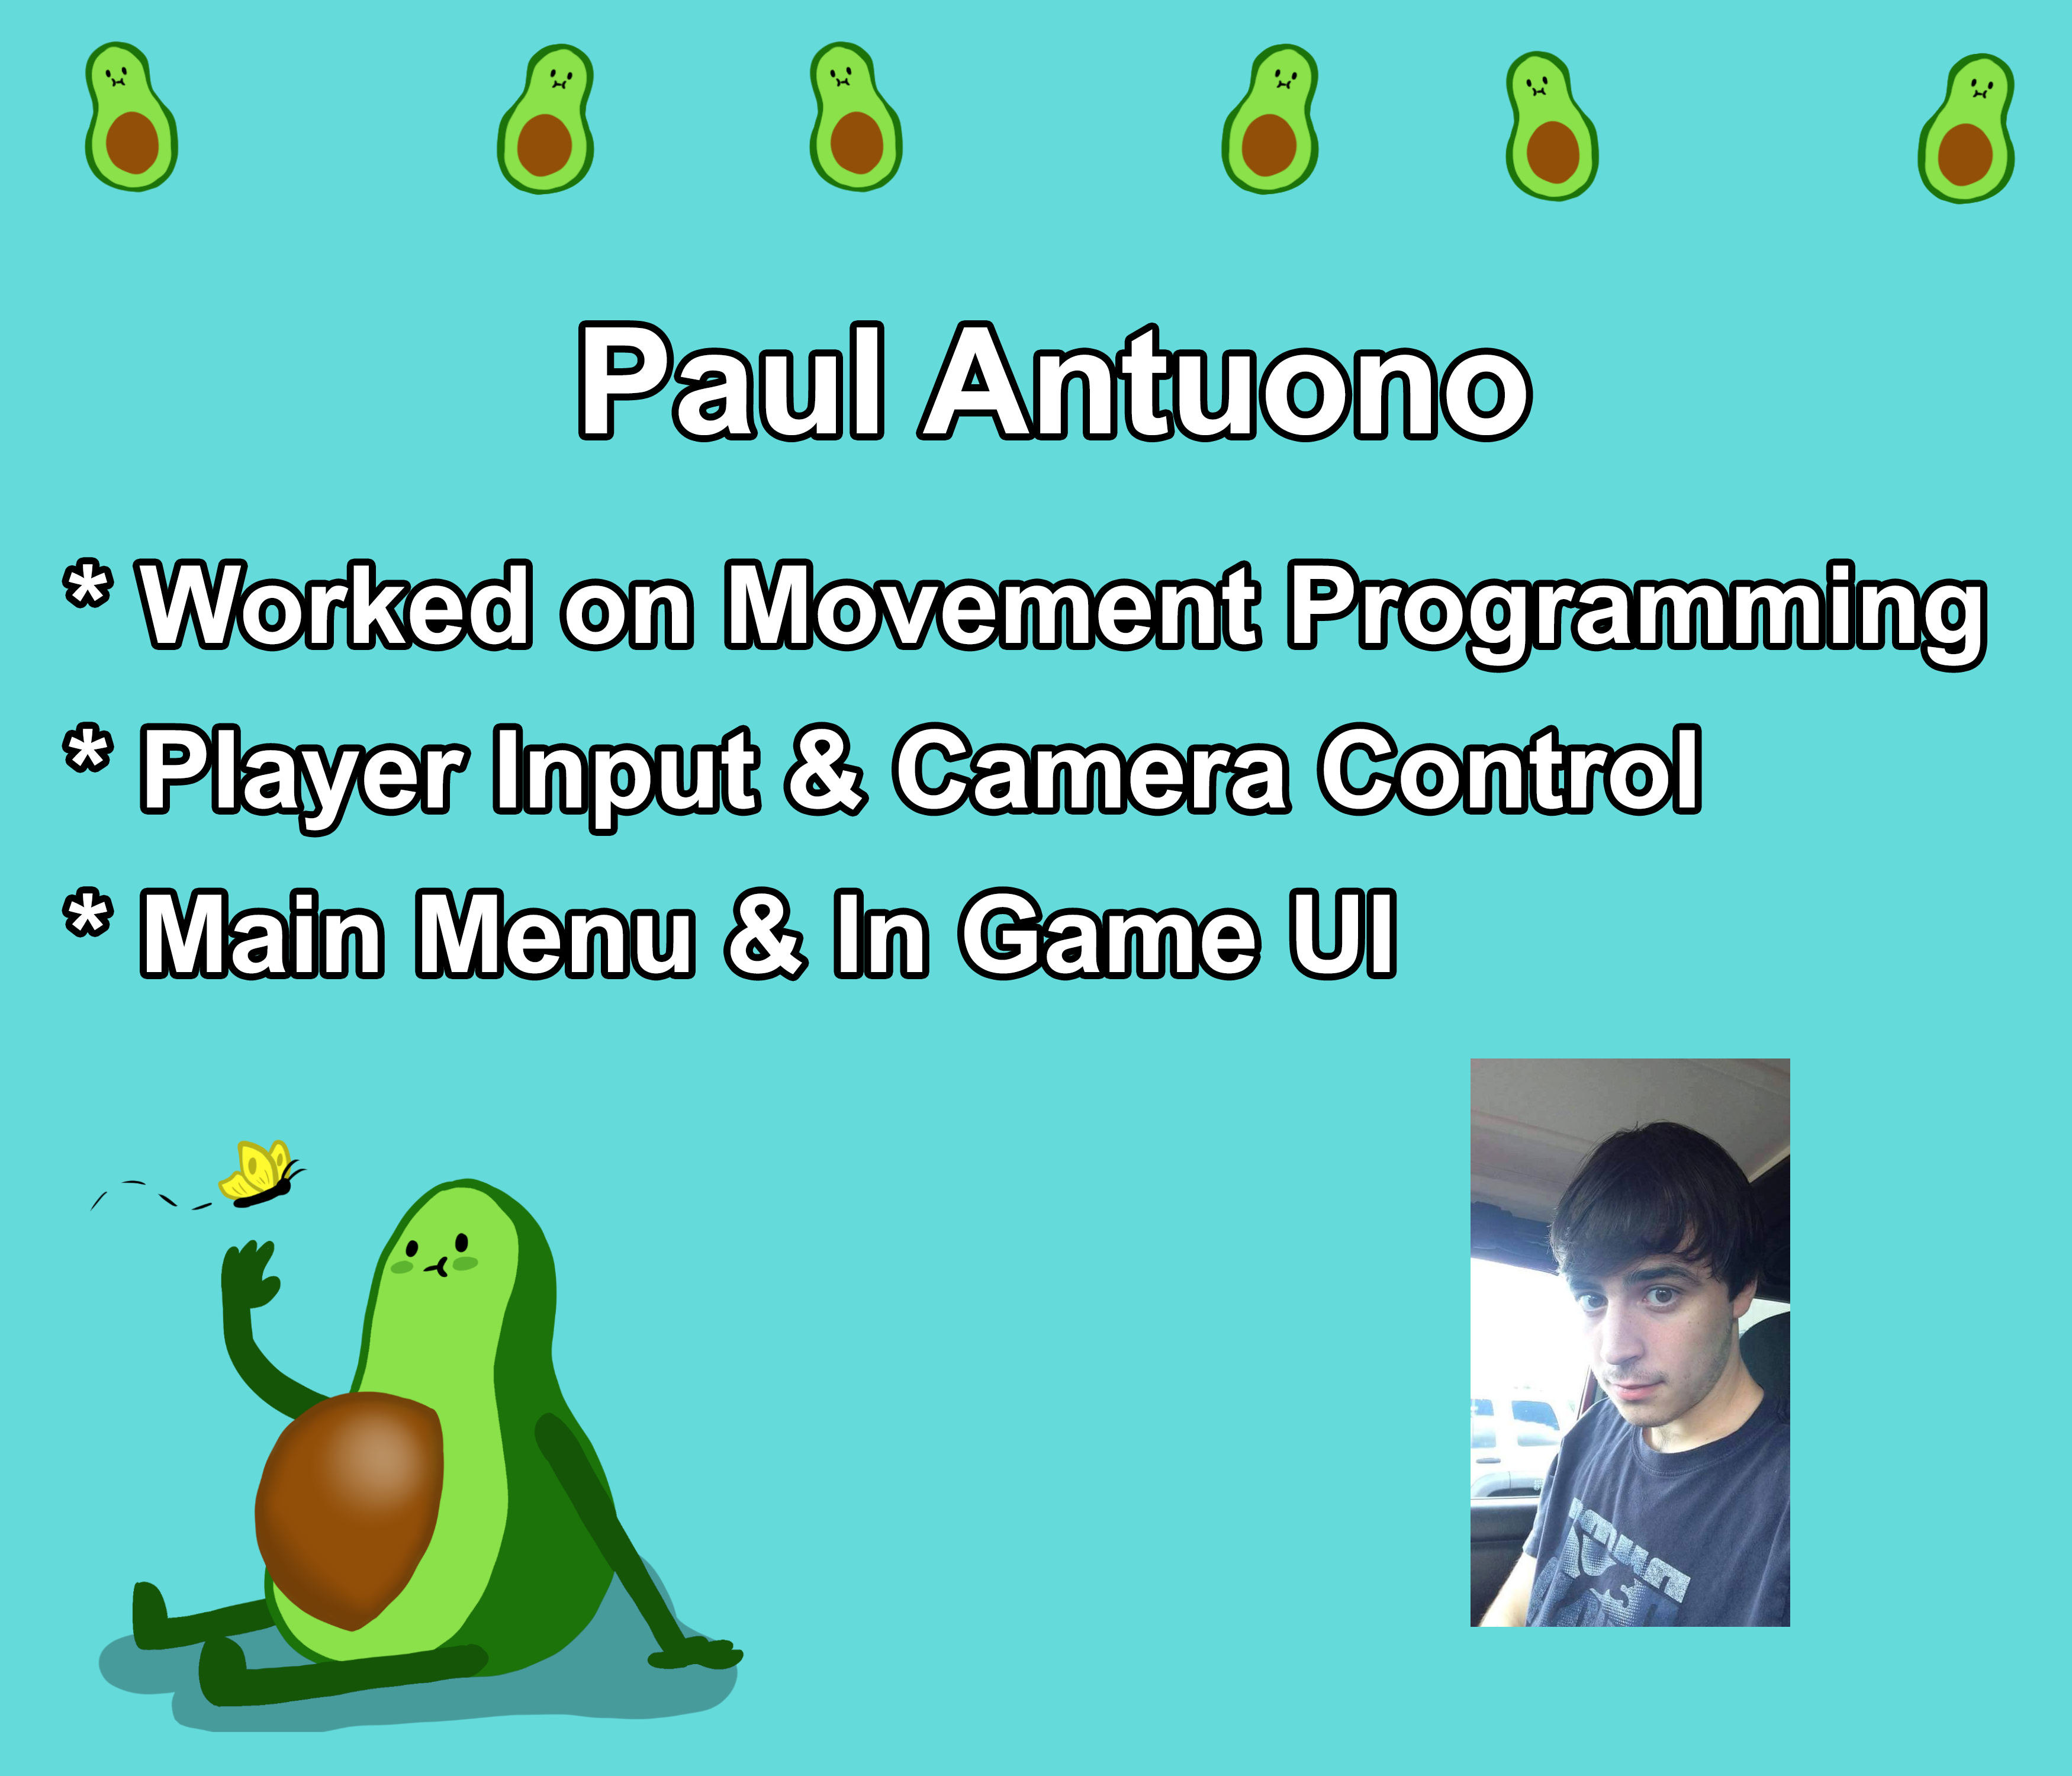 Paul Antuono
* Worked on Movement Programming
* Player Input & Camera Control
* Main Menu & In Game UI